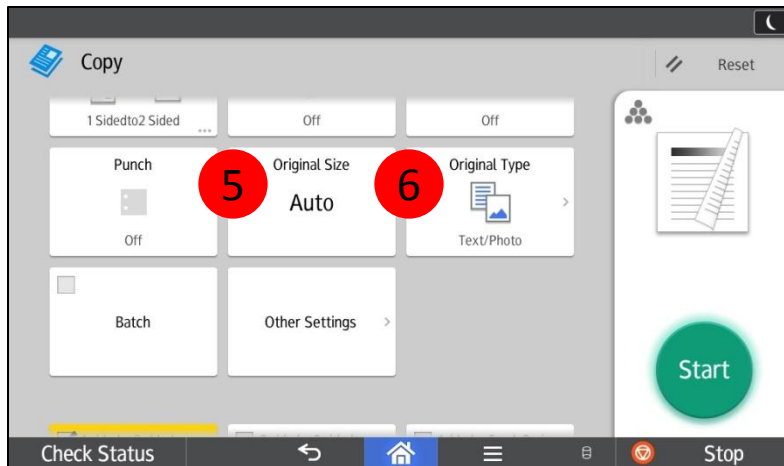 Copy
Reset
1 Sidedto2 Sided
Off
Off
Punch
5
Original Size
6
Original Type
Auto
Off
Text/Photo
Batch
Other Settings
Start
Check Status
Stop